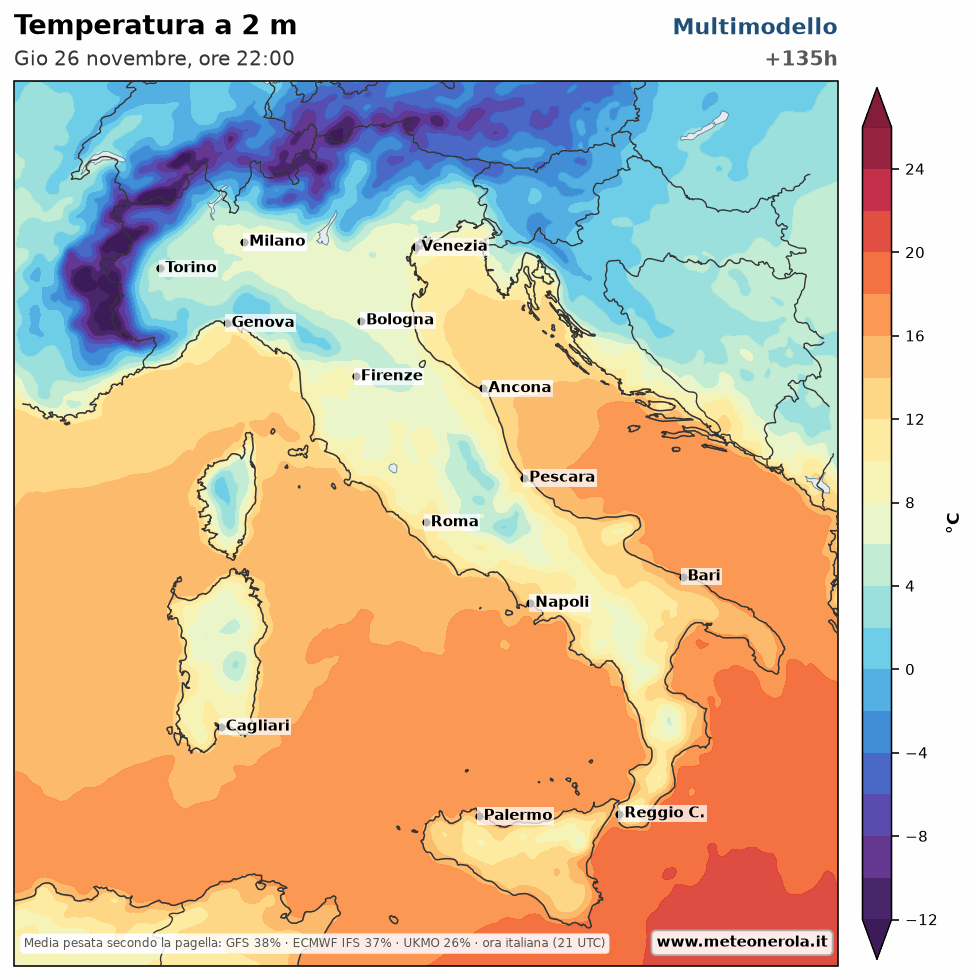 Temperatura a 2 m
Multimodello
Gio 26 novembre, ore 22:00
+135h
Milano
Venezia
Torino
Genova
Bologna
Firenze
Ancona
Pescara
Roma
Bari
Napoli
Cagliari
Palermo
Reggio C.
24
20
16
12
8
4
0
−4
−8
−12
°C
Media pesata secondo la pagella: GFS 38% · ECMWF IFS 37% · UKMO 26% · ora italiana (21 UTC)
www.meteonerola.it